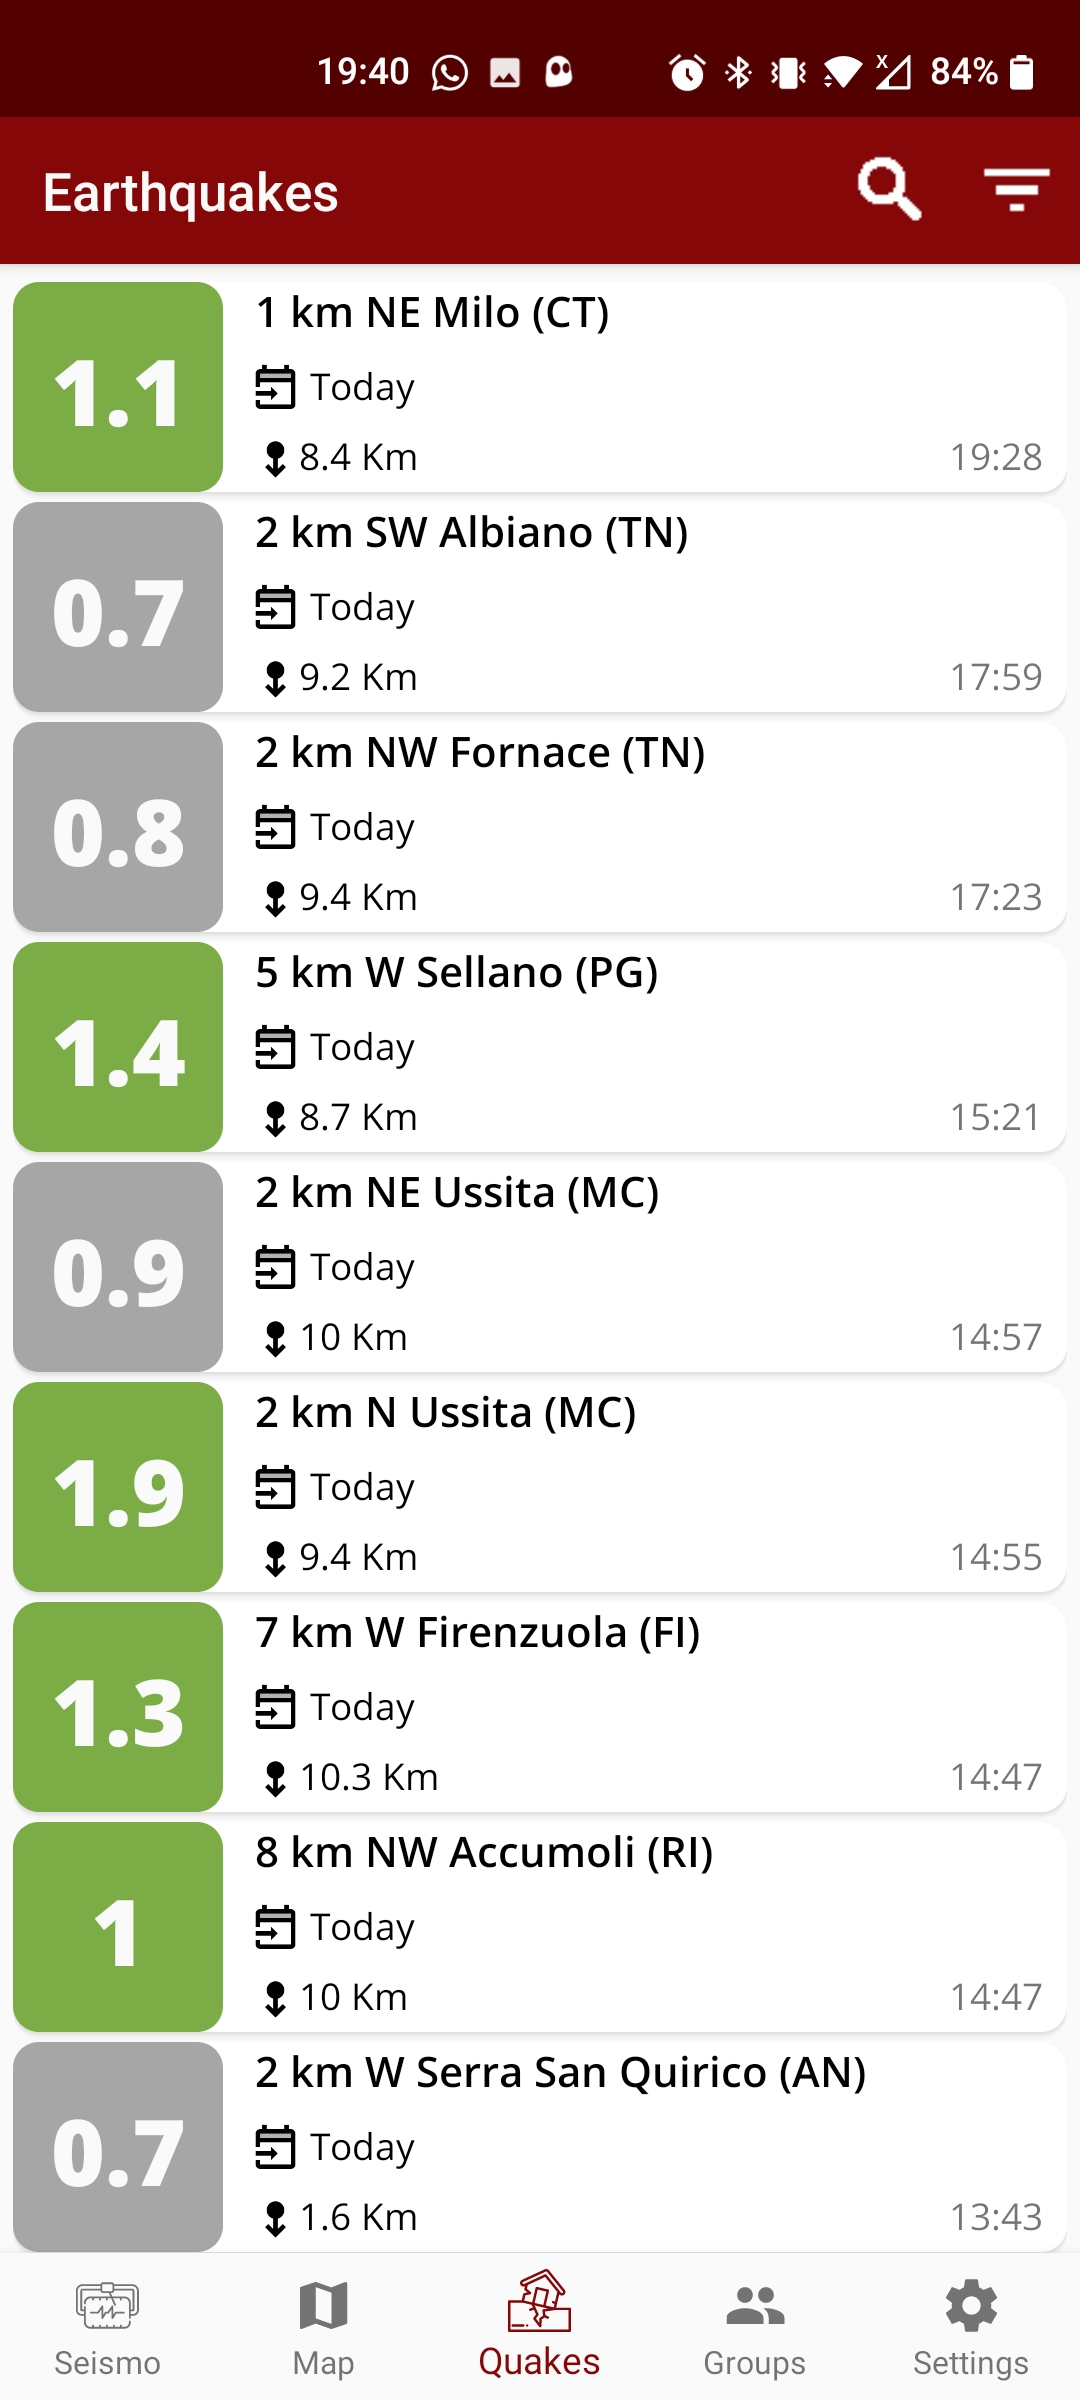 19:40 84%
Earthquakes
1.1
1 km NE Milo (CT)
Today
8.4 Km 19:28
0.7
2 km SW Albiano (TN)
Today
9.2 Km 17:59
0.8
2 km NW Fornace (TN)
Today
9.4 Km 17:23
1.4
5 km W Sellano (PG)
Today
8.7 Km 15:21
0.9
2 km NE Ussita (MC)
Today
10 Km 14:57
1.9
2 km N Ussita (MC)
Today
9.4 Km 14:55
1.3
7 km W Firenzuola (FI)
Today
10.3 Km 14:47
1
8 km NW Accumoli (RI)
Today
10 Km 14:47
0.7
2 km W Serra San Quirico (AN)
Today
1.6 Km 13:43
Seismo Map Quakes Groups Settings